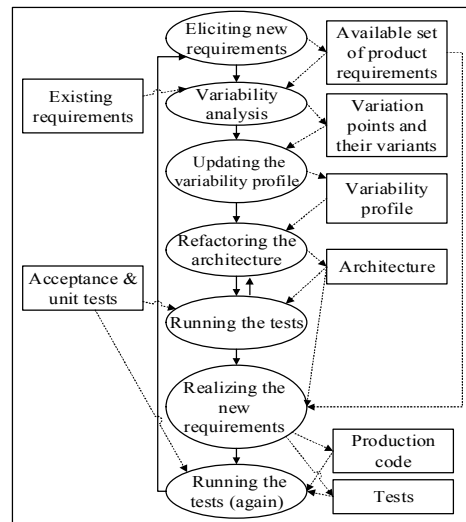 Eliciting new
requirements
Available set
of product
requirements
Existing
requirements
Variability
analysis
Variation
points and
their variants
Updating the
variability profile
Variability
profile
Refactoring the
architecture
Architecture
Acceptance &
unit tests
Running the tests
Realizing the
new
requirements
Production
code
Running the
tests (again)
Tests